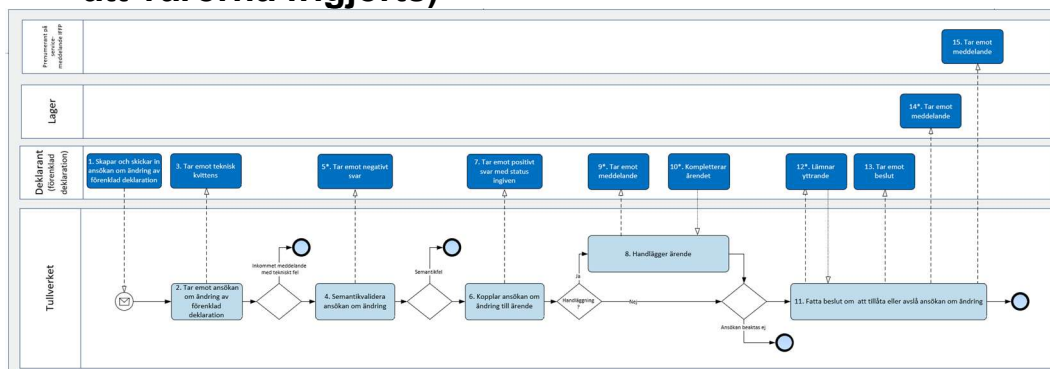 att varorna frigjorts)
Prenumerant på
service-
meddelande IFFP
15. Tar emot
meddelande
Lager
14*. Tar emot
meddelande
Deklarant
(förenklad
deklaration)
1. Skapar och skickar in
ansökan om ändring av
förenklad deklaration
3. Tar emot teknisk
kvittens
5*. Tar emot negativt
svar
7. Tar emot positivt
svar med status
ingiven
9*. Tar emot
meddelande
10*. Kompletterar
ärendet
12*. Lämnar
yttrande
13. Tar emot
beslut
Tullverket
2. Tar emot ansökan
om ändring av
förenklad
deklaration
Inkommet meddelande
med tekniskt fel
4. Semantikvalidera
ansökan om ändring
Semantikfel
6. Kopplar ansökan om
ändring till ärende
Handläggning
?
Ja
Nej
8. Handlägger ärende
Ansökan beaktas ej
11. Fatta beslut om att tillåta eller avslå ansökan om ändring